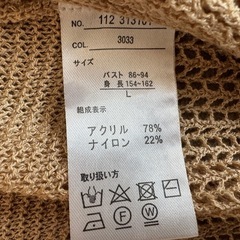 NO. 112 313101
COL. 3033
サイズ
バスト 86~94
身 長 154~162
L
組成表示
アクリル 78%
ナイロン 22%
取り扱い方
P W